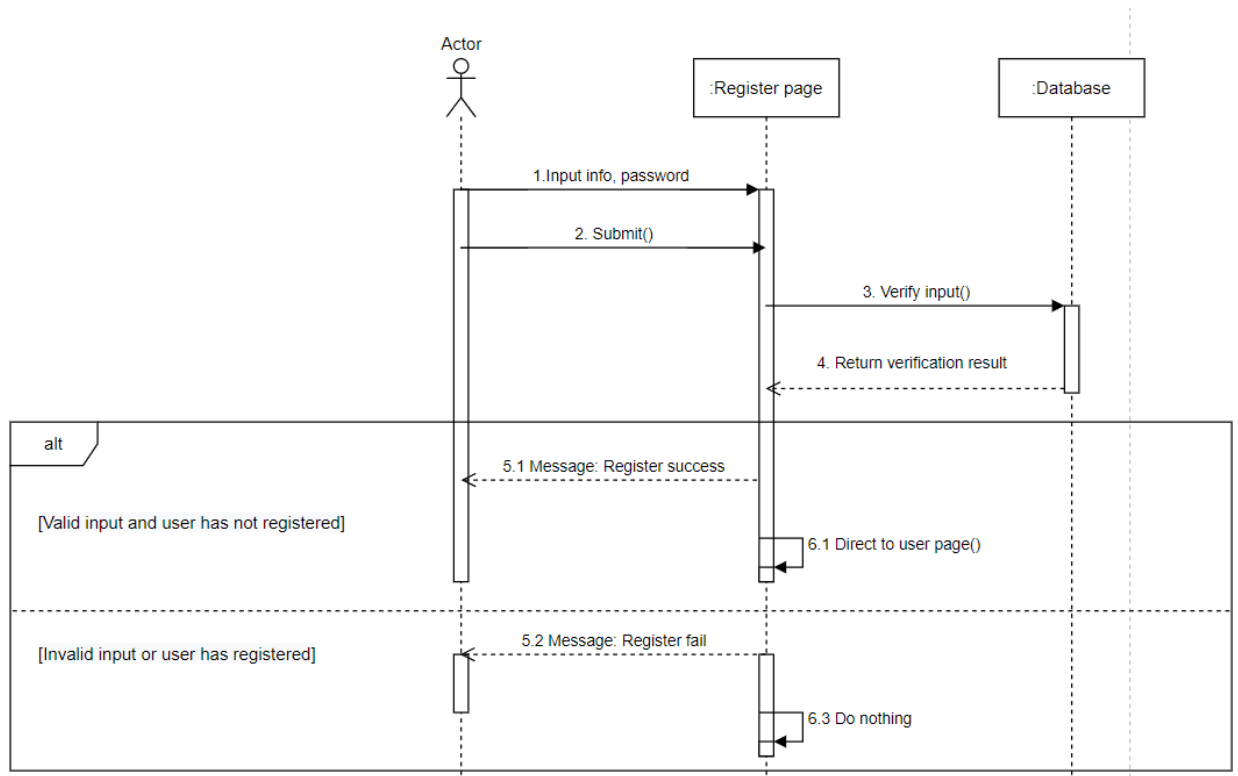 Actor
:Register page
:Database
1.Input info, password
2. Submit()
3. Verify input()
4. Return verification result
alt
5.1 Message: Register success
[Valid input and user has not registered]
6.1 Direct to user page()
5.2 Message: Register fail
[Invalid input or user has registered]
6.3 Do nothing